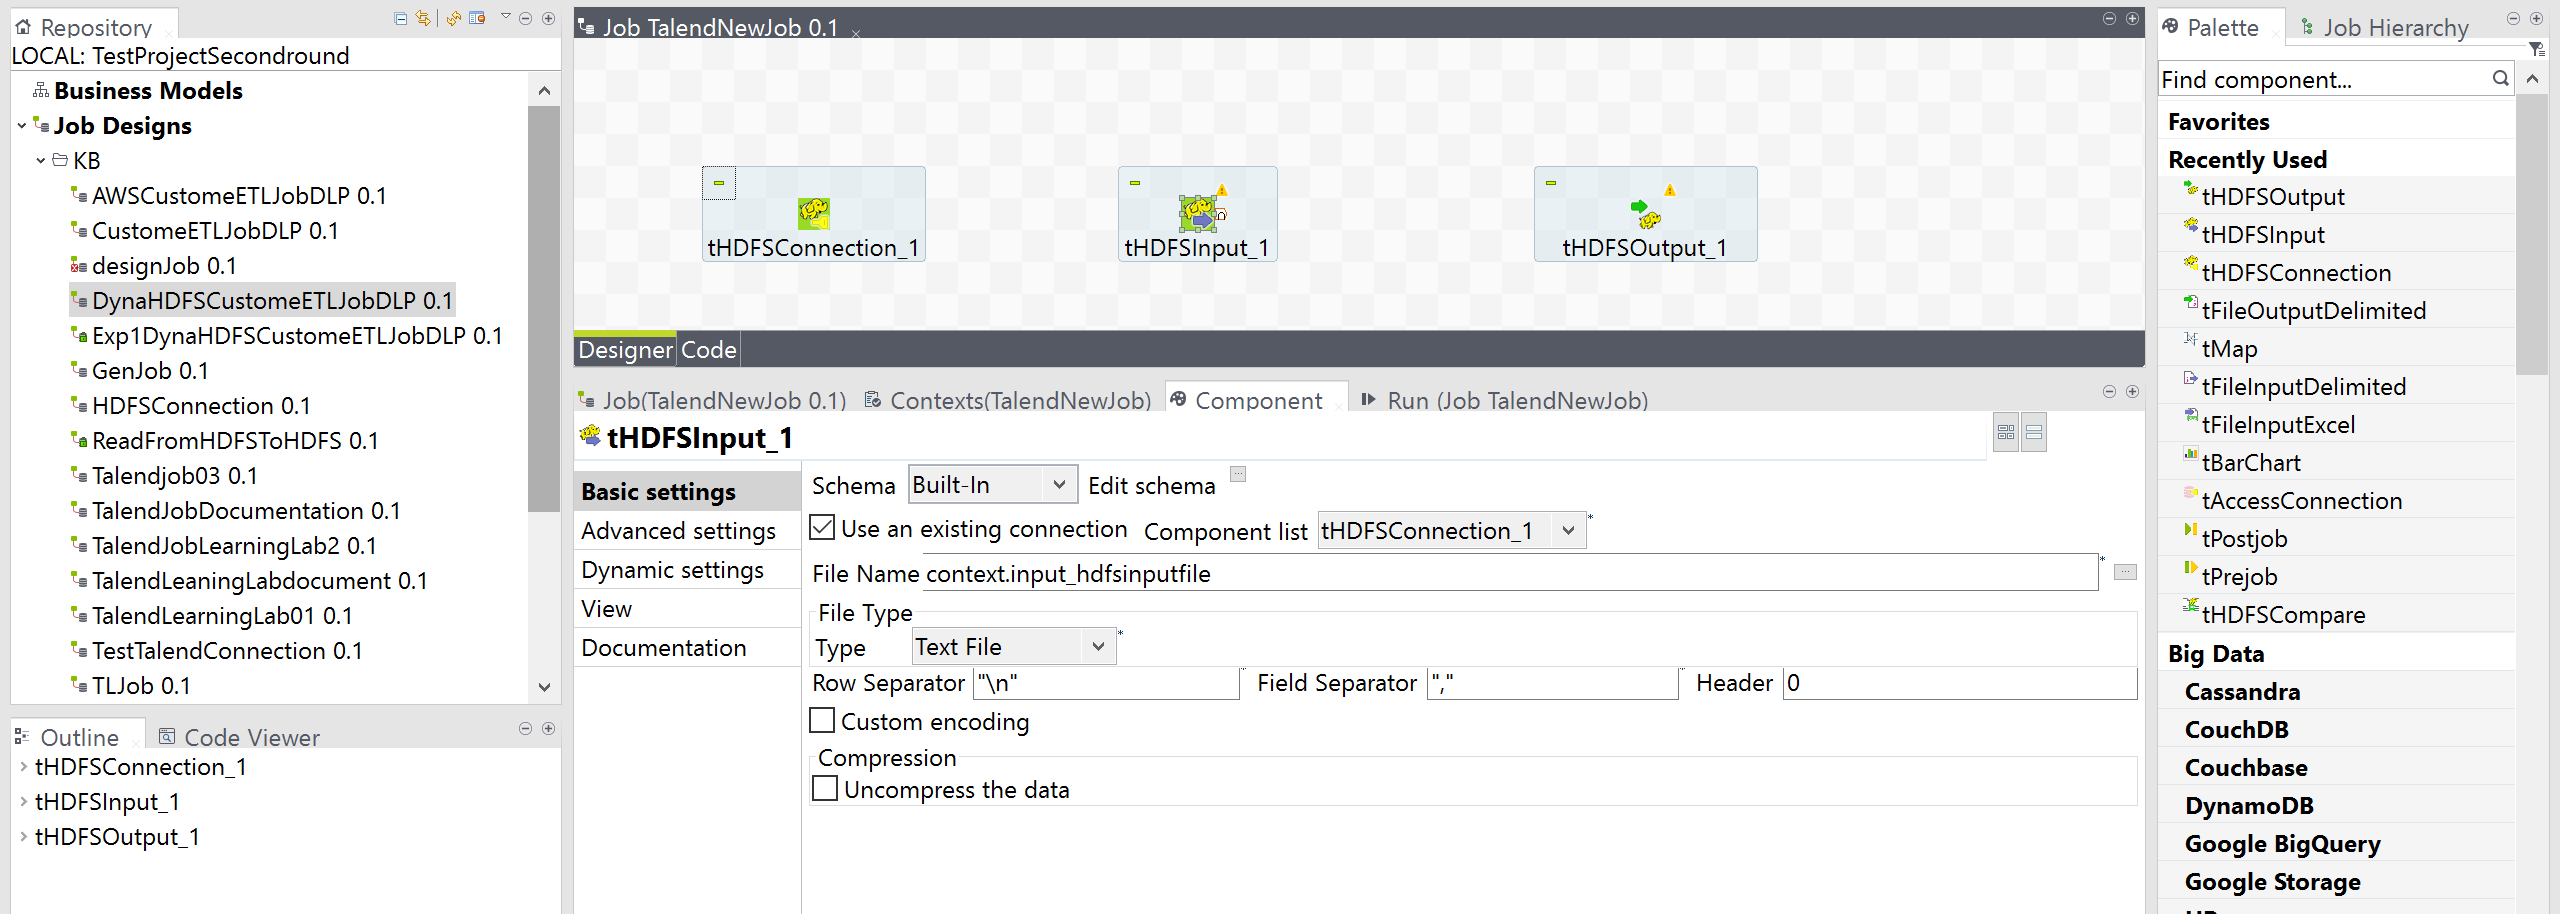 Repository
LOCAL: TestProjectSecondround
Business Models
Job Designs
KB
AWSCustomeETLJobDLP 0.1
CustomeETLJobDLP 0.1
designJob 0.1
DynaHDFSCustomeETLJobDLP 0.1
Exp1DynaHDFSCustomeETLJobDLP 0.1
GenJob 0.1
HDFSConnection 0.1
ReadFromHDFSToHDFS 0.1
Talendjob03 0.1
TalendJobDocumentation 0.1
TalendJobLearningLab2 0.1
TalendLeaningLabdocument 0.1
TalendLearningLab01 0.1
TestTalendConnection 0.1
TLJob 0.1
Outline Code Viewer
tHDFSConnection_1
tHDFSInput_1
tHDFSOutput_1
Job TalendNewJob 0.1
tHDFSConnection_1 tHDFSInput_1 tHDFSOutput_1
Designer Code
Job(TalendNewJob 0.1) Contexts(TalendNewJob) Component Run (Job TalendNewJob)
tHDFSInput_1
Basic settings
Advanced settings
Dynamic settings
View
Documentation
Schema Built-In Edit schema ...
Use an existing connection Component list tHDFSConnection_1 *
File Name context.input_hdfsinputfile * ...
File Type
Type Text File *
Row Separator "\n" * Field Separator "," * Header 0
Custom encoding
Compression
Uncompress the data
Palette Job Hierarchy
Find component...
Favorites
Recently Used
tHDFSOutput
tHDFSInput
tHDFSConnection
tFileOutputDelimited
tMap
tFileInputDelimited
tFileInputExcel
tBarChart
tAccessConnection
tPostjob
tPrejob
tHDFSCompare
Big Data
Cassandra
CouchDB
Couchbase
DynamoDB
Google BigQuery
Google Storage